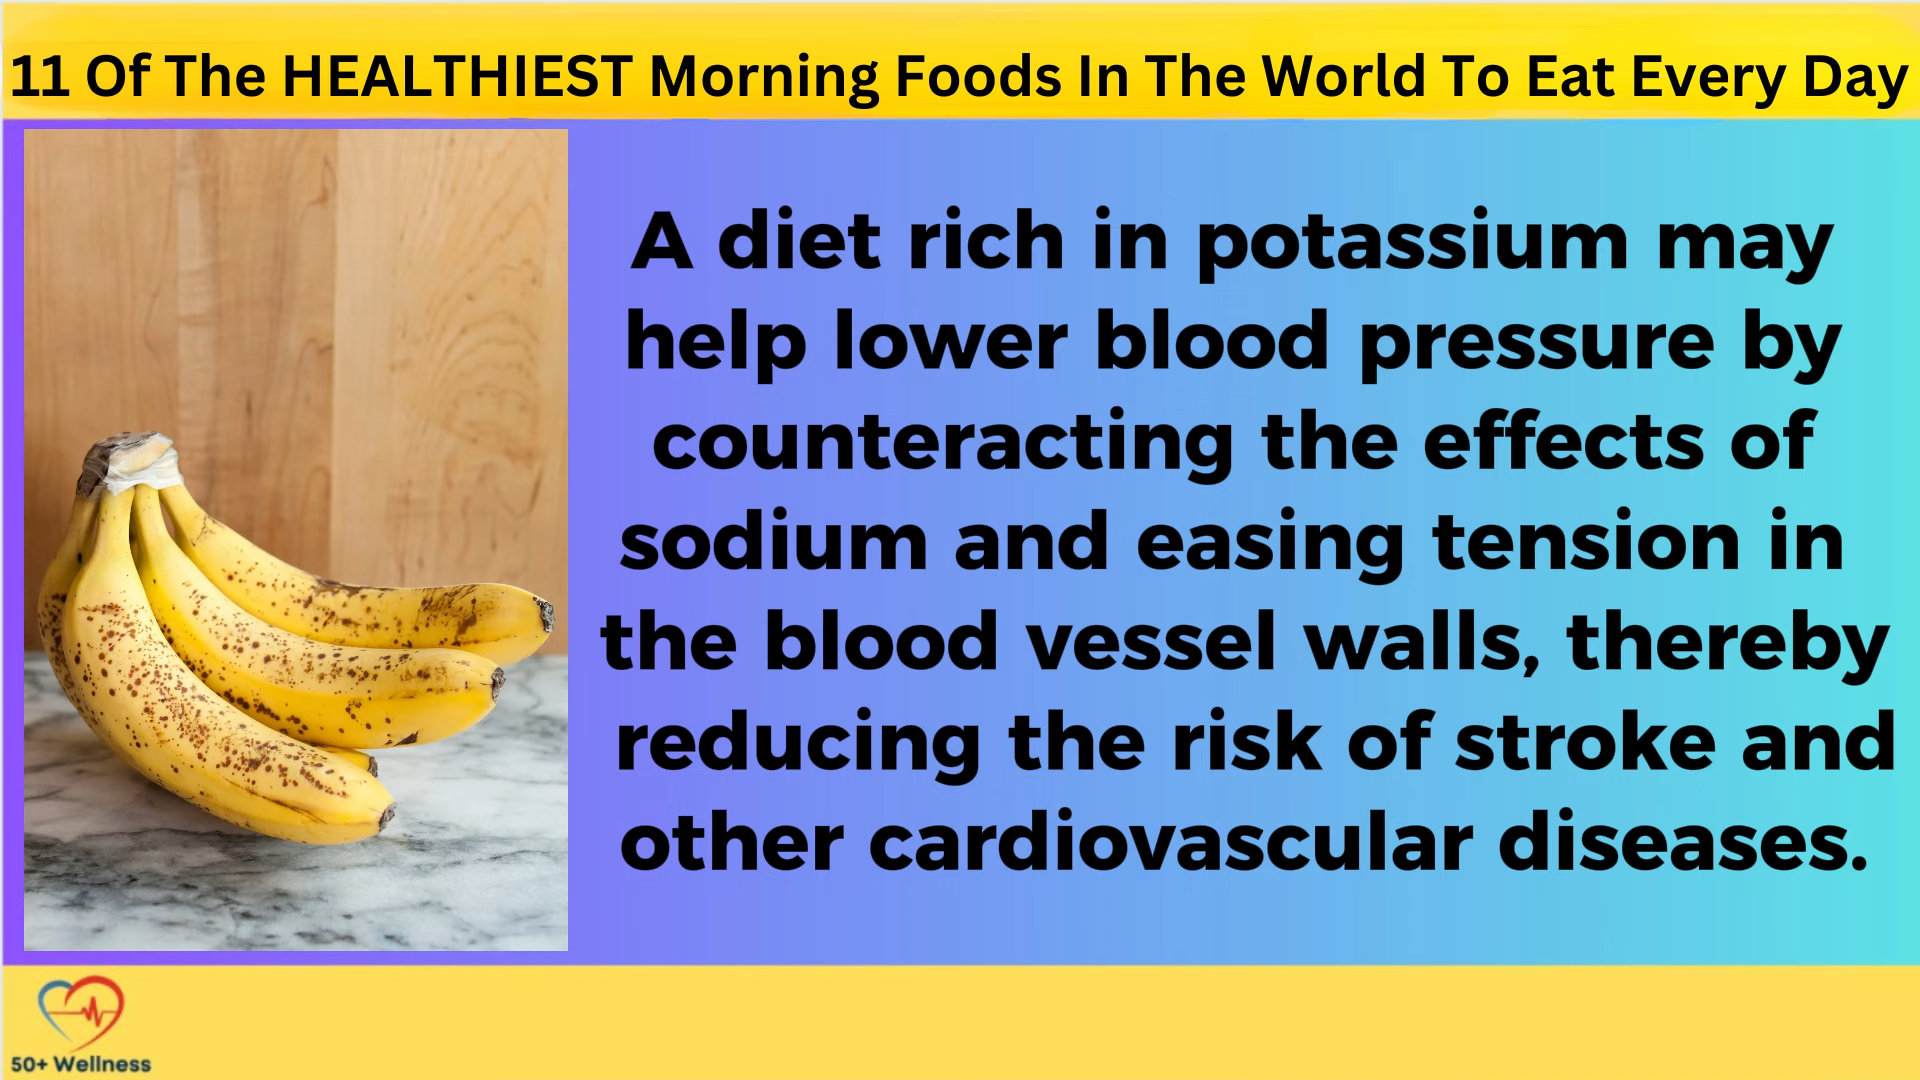 11 Of The HEALTHIEST Morning Foods In The World To Eat Every Day
A diet rich in potassium may
help lower blood pressure by
counteracting the effects of
sodium and easing tension in
the blood vessel walls, thereby
reducing the risk of stroke and
other cardiovascular diseases.
50+ Wellness